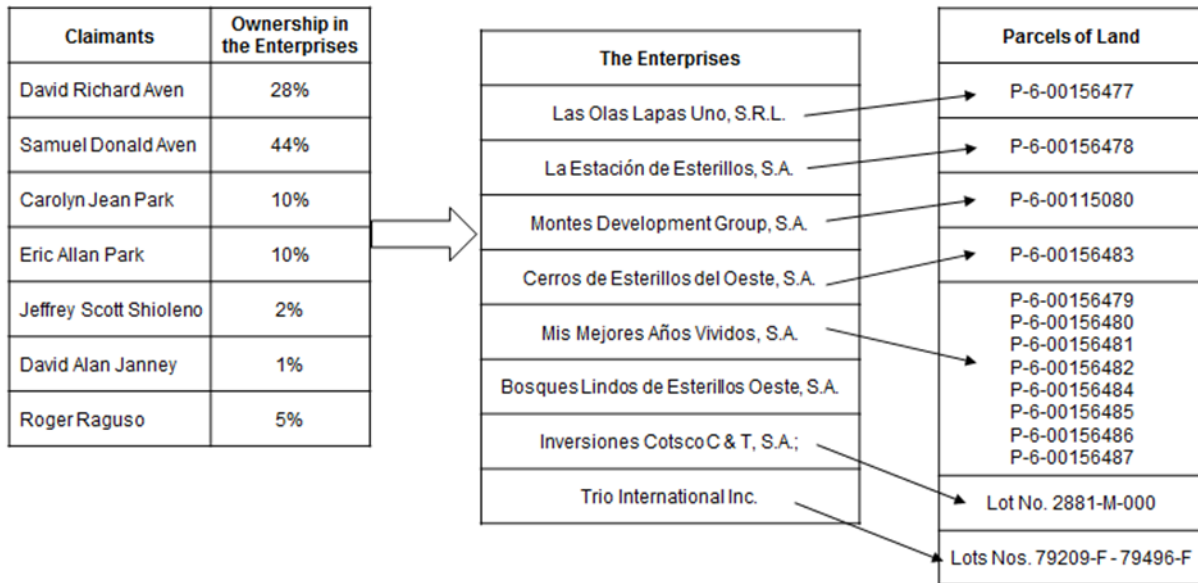 Claimants
Ownership in
the Enterprises
David Richard Aven
28%
Samuel Donald Aven
44%
Carolyn Jean Park
10%
Eric Allan Park
10%
Jeffrey Scott Shioleno
2%
David Alan Janney
1%
Roger Raguso
5%
The Enterprises
Las Olas Lapas Uno, S.R.L.
La Estación de Esterillos, S.A.
Montes Development Group, S.A.
Cerros de Esterillos del Oeste, S.A.
Mis Mejores Años Vividos, S.A.
Bosques Lindos de Esterillos Oeste, S.A.
Inversiones Cotsco C & T, S.A.;
Trio International Inc.
Parcels of Land
P-6-00156477
P-6-00156478
P-6-00115080
P-6-00156483
P-6-00156479
P-6-00156480
P-6-00156481
P-6-00156482
P-6-00156484
P-6-00156485
P-6-00156486
P-6-00156487
Lot No. 2881-M-000
Lots Nos. 79209-F - 79496-F